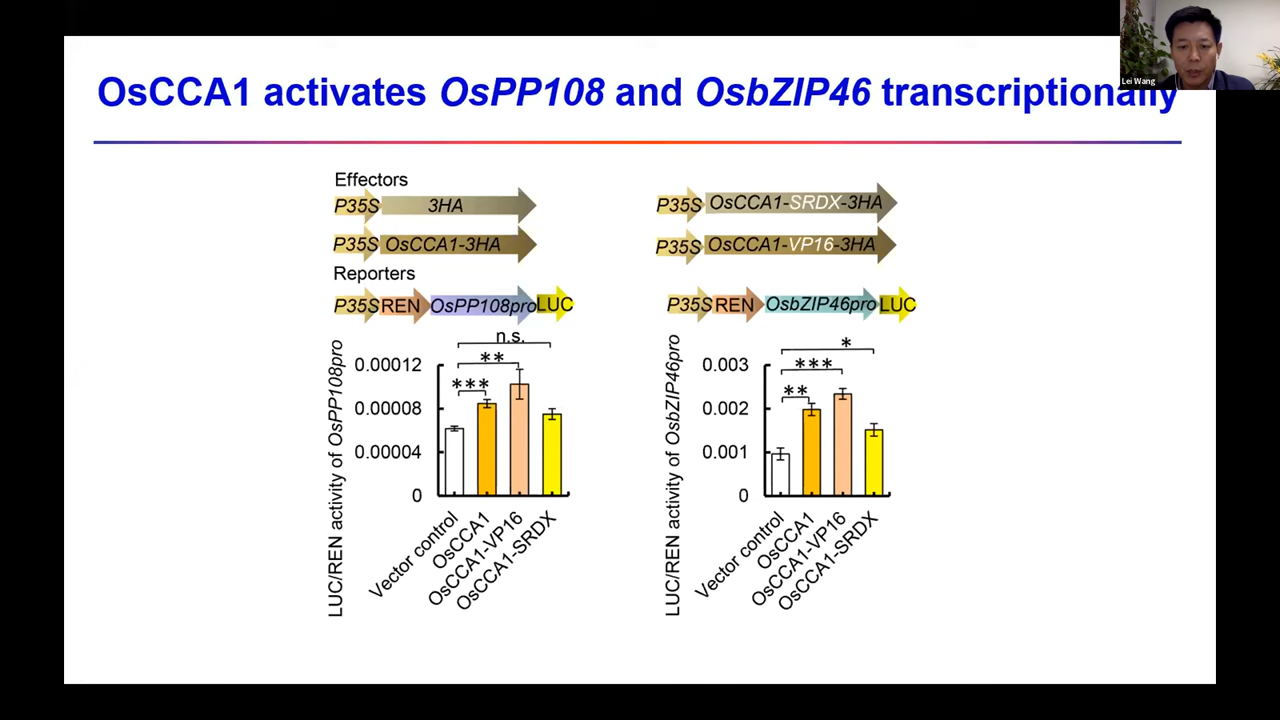 Lei Wang
OsCCA1 activates OsPP108 and OsbZIP46 transcriptionally
Effectors
P35S 3HA
P35S OsCCA1-3HA
P35S OsCCA1-SRDX-3HA
P35S OsCCA1-VP16-3HA
Reporters
P35S REN OsPP108pro LUC
P35S REN OsbZIP46pro LUC
LUC/REN activity of OsPP108pro
0.00012
0.00008
0.00004
0
n.s.
**
***
Vector control
OsCCA1
OsCCA1-VP16
OsCCA1-SRDX
LUC/REN activity of OsbZIP46pro
0.003
0.002
0.001
0
*
***
**
Vector control
OsCCA1
OsCCA1-VP16
OsCCA1-SRDX